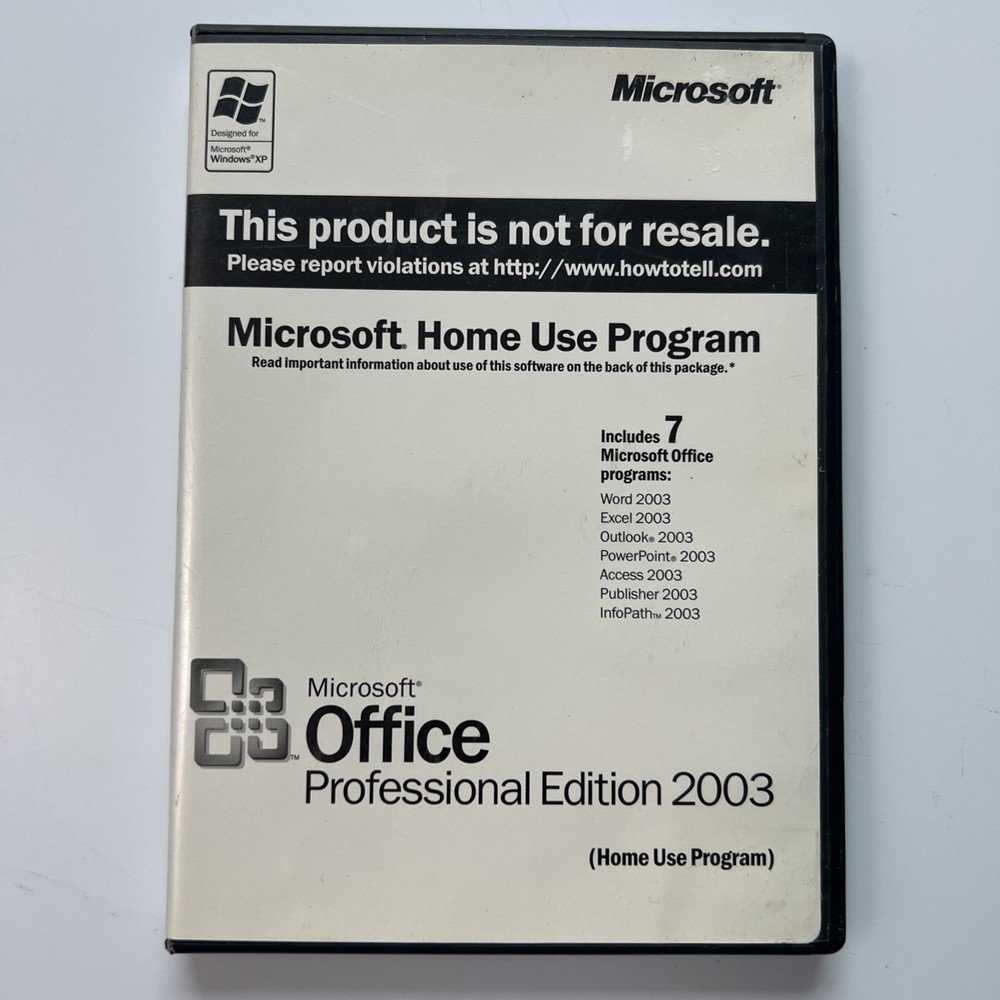 Microsoft®
Designed for
Microsoft®
Windows®XP
This product is not for resale.
Please report violations at http://www.howtotell.com
Microsoft® Home Use Program
Read important information about use of this software on the back of this package.*
Includes 7
Microsoft Office
programs:
Word 2003
Excel 2003
Outlook® 2003
PowerPoint® 2003
Access 2003
Publisher 2003
InfoPath™ 2003
Microsoft®
Office
Professional Edition 2003
(Home Use Program)